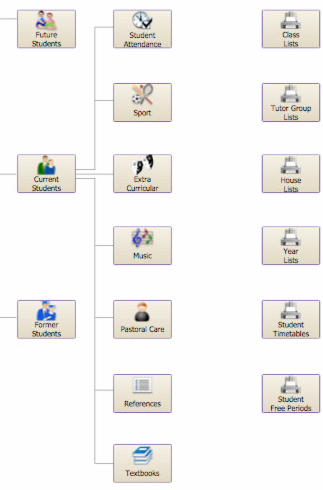 Future
Students
Student
Attendance
Class
Lists
Sport
Tutor Group
Lists
Current
Students
Extra
Curricular
House
Lists
Music
Year
Lists
Former
Students
Pastoral Care
Student
Timetables
References
Student
Free Periods
Textbooks